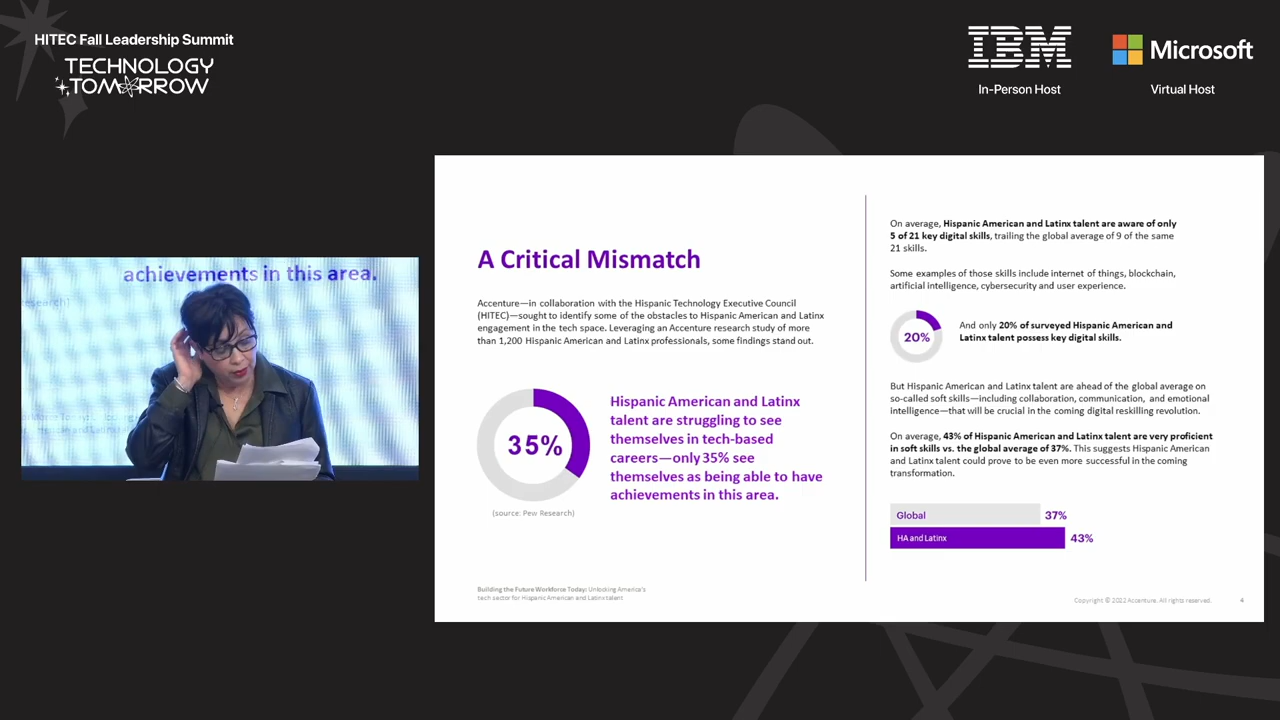 HITEC Fall Leadership Summit
TECHNOLOGY
TOMORROW
IBM
In-Person Host
Microsoft
Virtual Host
achievements in this area.
A Critical Mismatch
Accenture—in collaboration with the Hispanic Technology Executive Council
(HITEC)—sought to identify some of the obstacles to Hispanic American and Latinx
engagement in the tech space. Leveraging an Accenture research study of more
than 1,200 Hispanic American and Latinx professionals, some findings stand out.
35%
(source: Pew Research)
Hispanic American and Latinx
talent are struggling to see
themselves in tech-based
careers—only 35% see
themselves as being able to have
achievements in this area.
Building the Future Workforce Today: Unlocking America's
tech sector for Hispanic American and Latinx talent
On average, Hispanic American and Latinx talent are aware of only
5 of 21 key digital skills, trailing the global average of 9 of the same
21 skills.
Some examples of those skills include internet of things, blockchain,
artificial intelligence, cybersecurity and user experience.
20%
And only 20% of surveyed Hispanic American and
Latinx talent possess key digital skills.
But Hispanic American and Latinx talent are ahead of the global average on
so-called soft skills—including collaboration, communication, and emotional
intelligence—that will be crucial in the coming digital reskilling revolution.
On average, 43% of Hispanic American and Latinx talent are very proficient
in soft skills vs. the global average of 37%. This suggests Hispanic American
and Latinx talent could prove to be even more successful in the coming
transformation.
Global 37%
HA and Latinx 43%
Copyright © 2022 Accenture. All rights reserved. 4